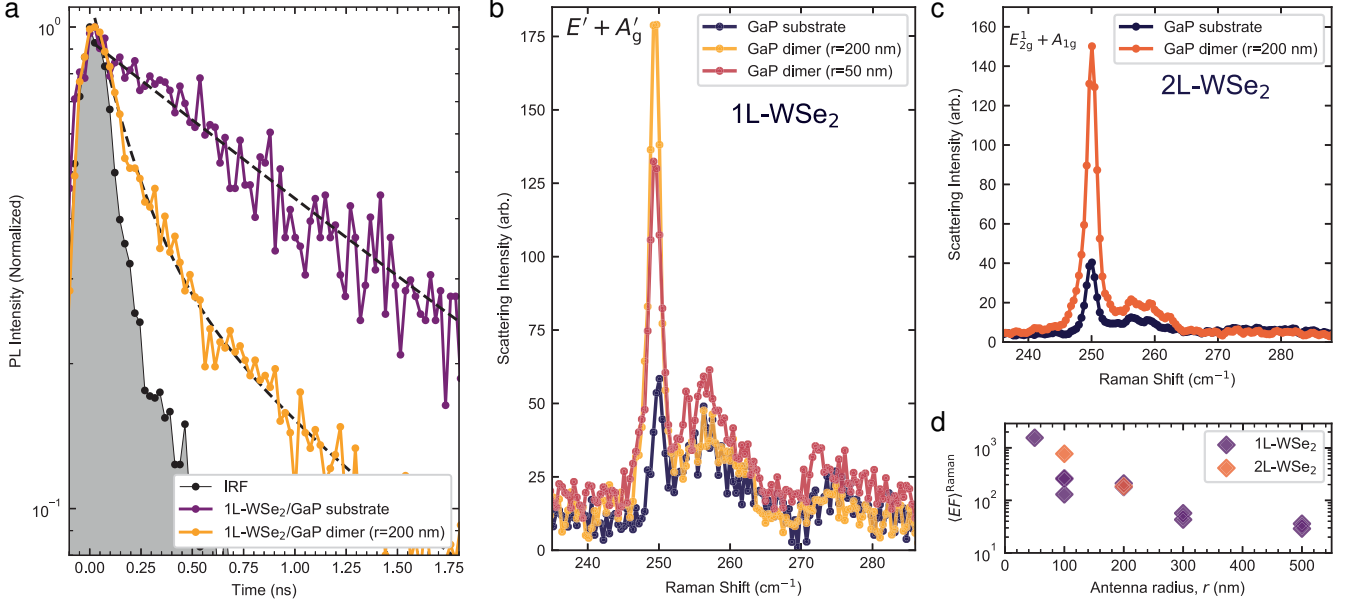 a
10⁰
10⁻¹
PL Intensity (Normalized)
0.00 0.25 0.50 0.75 1.00 1.25 1.50 1.75
Time (ns)
IRF
1L-WSe₂/GaP substrate
1L-WSe₂/GaP dimer (r=200 nm)
b
E′ + A′g
GaP substrate
GaP dimer (r=200 nm)
GaP dimer (r=50 nm)
1L-WSe₂
175
150
125
100
75
50
25
0
Scattering Intensity (arb.)
240 250 260 270 280
Raman Shift (cm⁻¹)
c
E¹₂g + A₁g
GaP substrate
GaP dimer (r=200 nm)
2L-WSe₂
160
140
120
100
80
60
40
20
0
Scattering Intensity (arb.)
240 250 260 270 280
Raman Shift (cm⁻¹)
d
1L-WSe₂
2L-WSe₂
10³
10²
10¹
⟨EF⟩ᴿᵃᵐᵃⁿ
0 100 200 300 400 500
Antenna radius, r (nm)